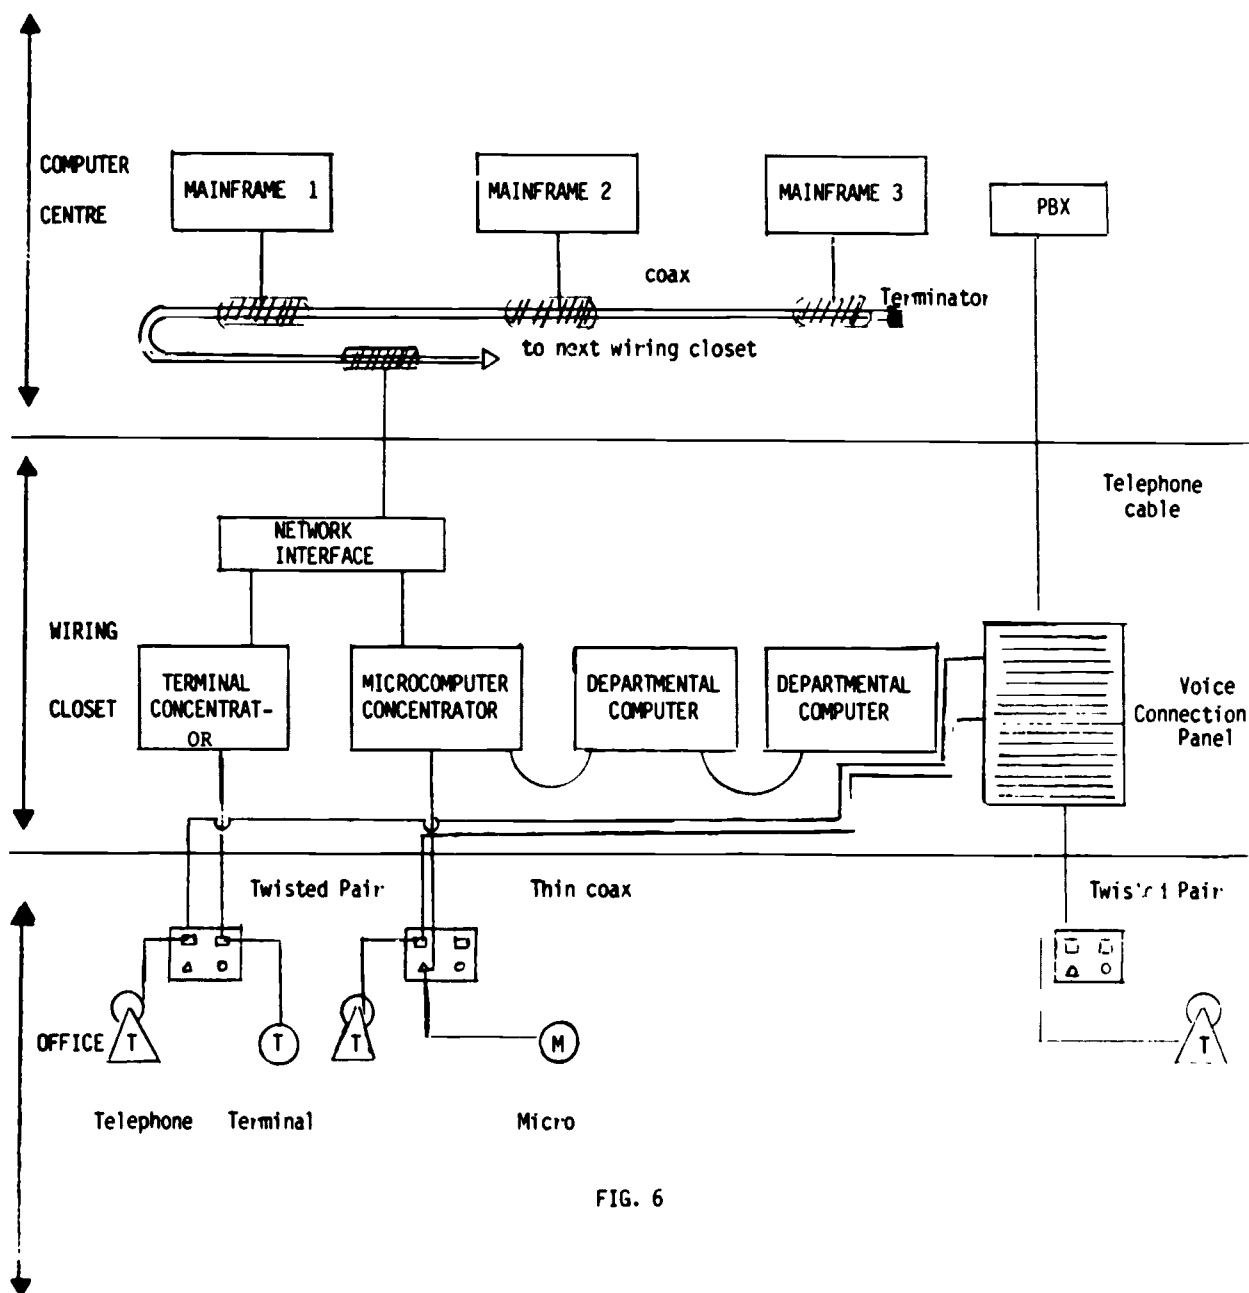 COMPUTER
CENTRE
MAINFRAME 1
MAINFRAME 2
MAINFRAME 3
PBX
coax
Terminator
to next wiring closet
Telephone
cable
NETWORK
INTERFACE
WIRING
CLOSET
TERMINAL
CONCENTRAT-
OR
MICROCOMPUTER
CONCENTRATOR
DEPARTMENTAL
COMPUTER
DEPARTMENTAL
COMPUTER
Voice
Connection
Panel
Twisted Pair
Thin coax
Twisted Pair
OFFICE
T
T
T
M
T
Telephone
Terminal
Micro
FIG. 6